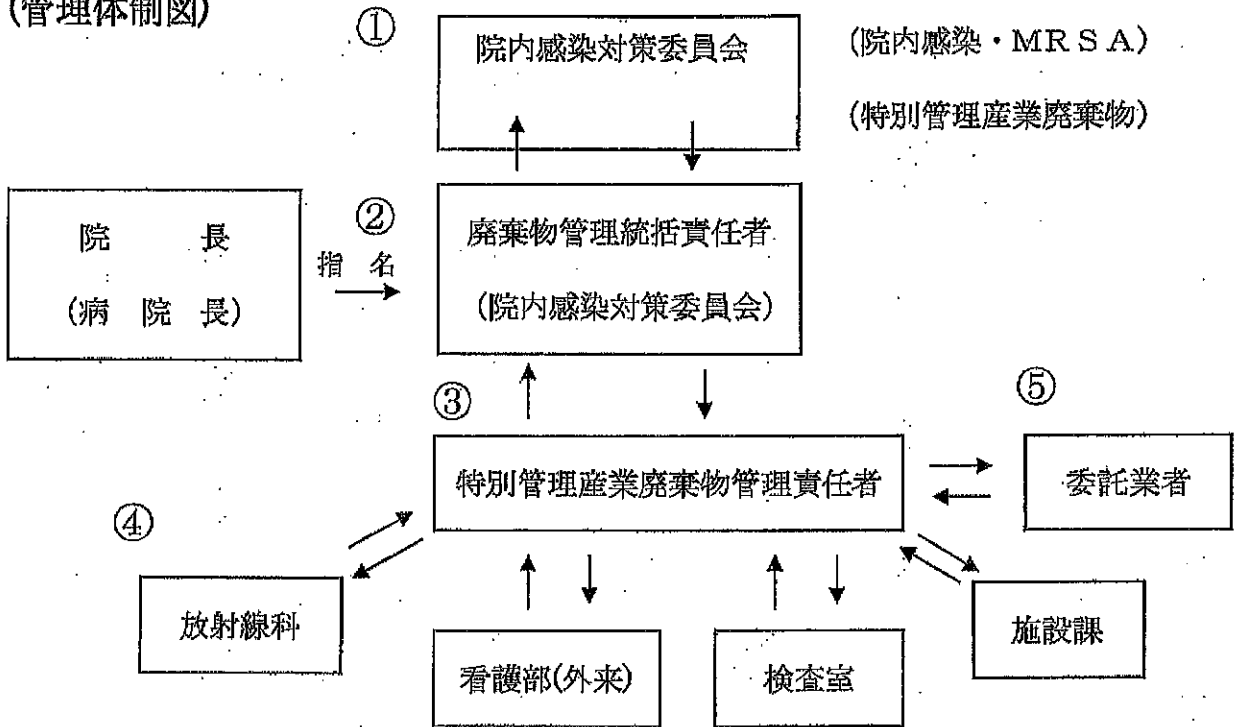 (管理体制図)
①
院内感染対策委員会
(院内感染・MRSA)
(特別管理産業廃棄物)
院 長
(病 院 長)
②
指 名
廃棄物管理統括責任者
(院内感染対策委員会)
③
特別管理産業廃棄物管理責任者
⑤
委託業者
④
放射線科
看護部(外来)
検査室
施設課